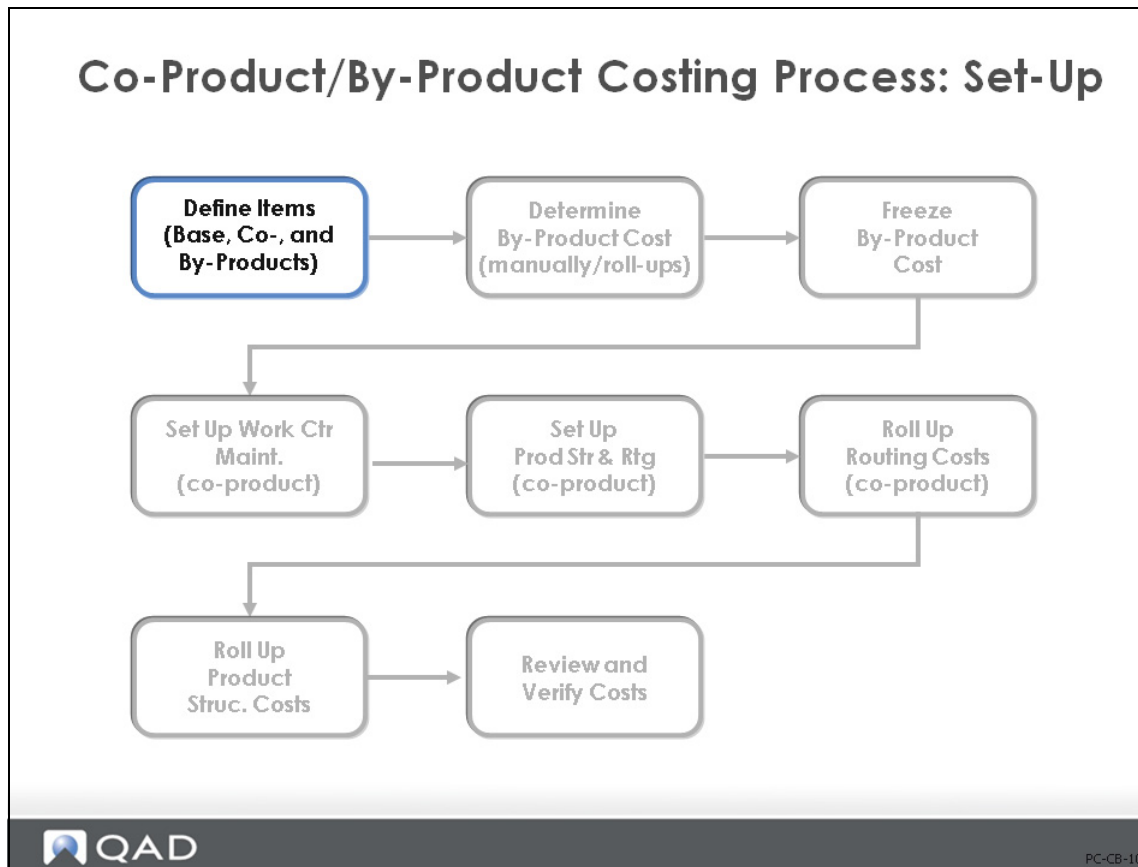 Co-Product/By-Product Costing Process: Set-Up
Define Items
(Base, Co-, and
By-Products)
Determine
By-Product Cost
(manually/roll-ups)
Freeze
By-Product
Cost
Set Up Work Ctr
Maint.
(co-product)
Set Up
Prod Str & Rtg
(co-product)
Roll Up
Routing Costs
(co-product)
Roll Up
Product
Struc. Costs
Review and
Verify Costs
QAD